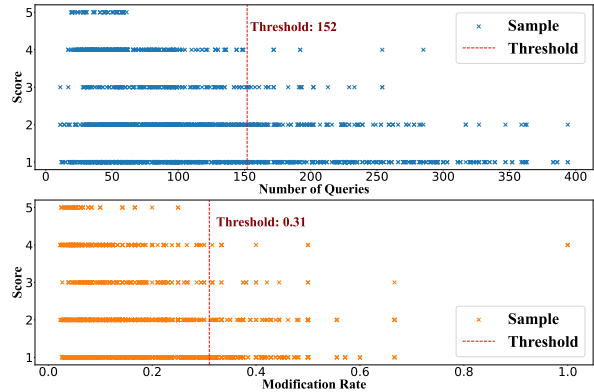 Threshold: 152
Sample
Threshold
Score
5
4
3
2
1
0 50 100 150 200 250 300 350 400
Number of Queries
Threshold: 0.31
Sample
Threshold
Score
5
4
3
2
1
0.0 0.2 0.4 0.6 0.8 1.0
Modification Rate